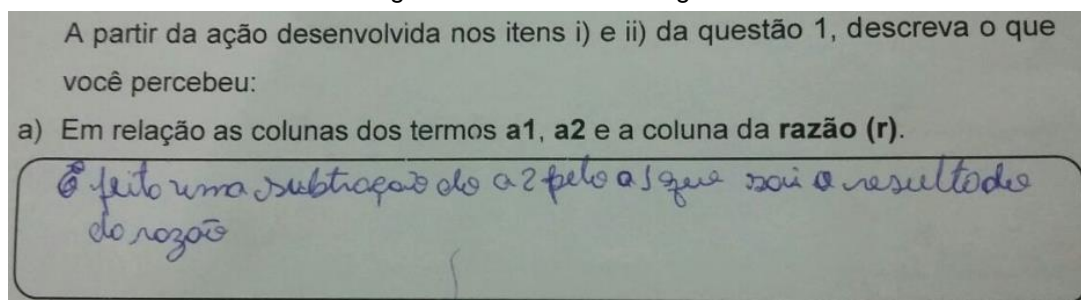 A partir da ação desenvolvida nos itens i) e ii) da questão 1, descreva o que
você percebeu:
a) Em relação as colunas dos termos a1, a2 e a coluna da razão (r).
É feito uma subtração do a2 pelo a1 que sai o resultado
do razão